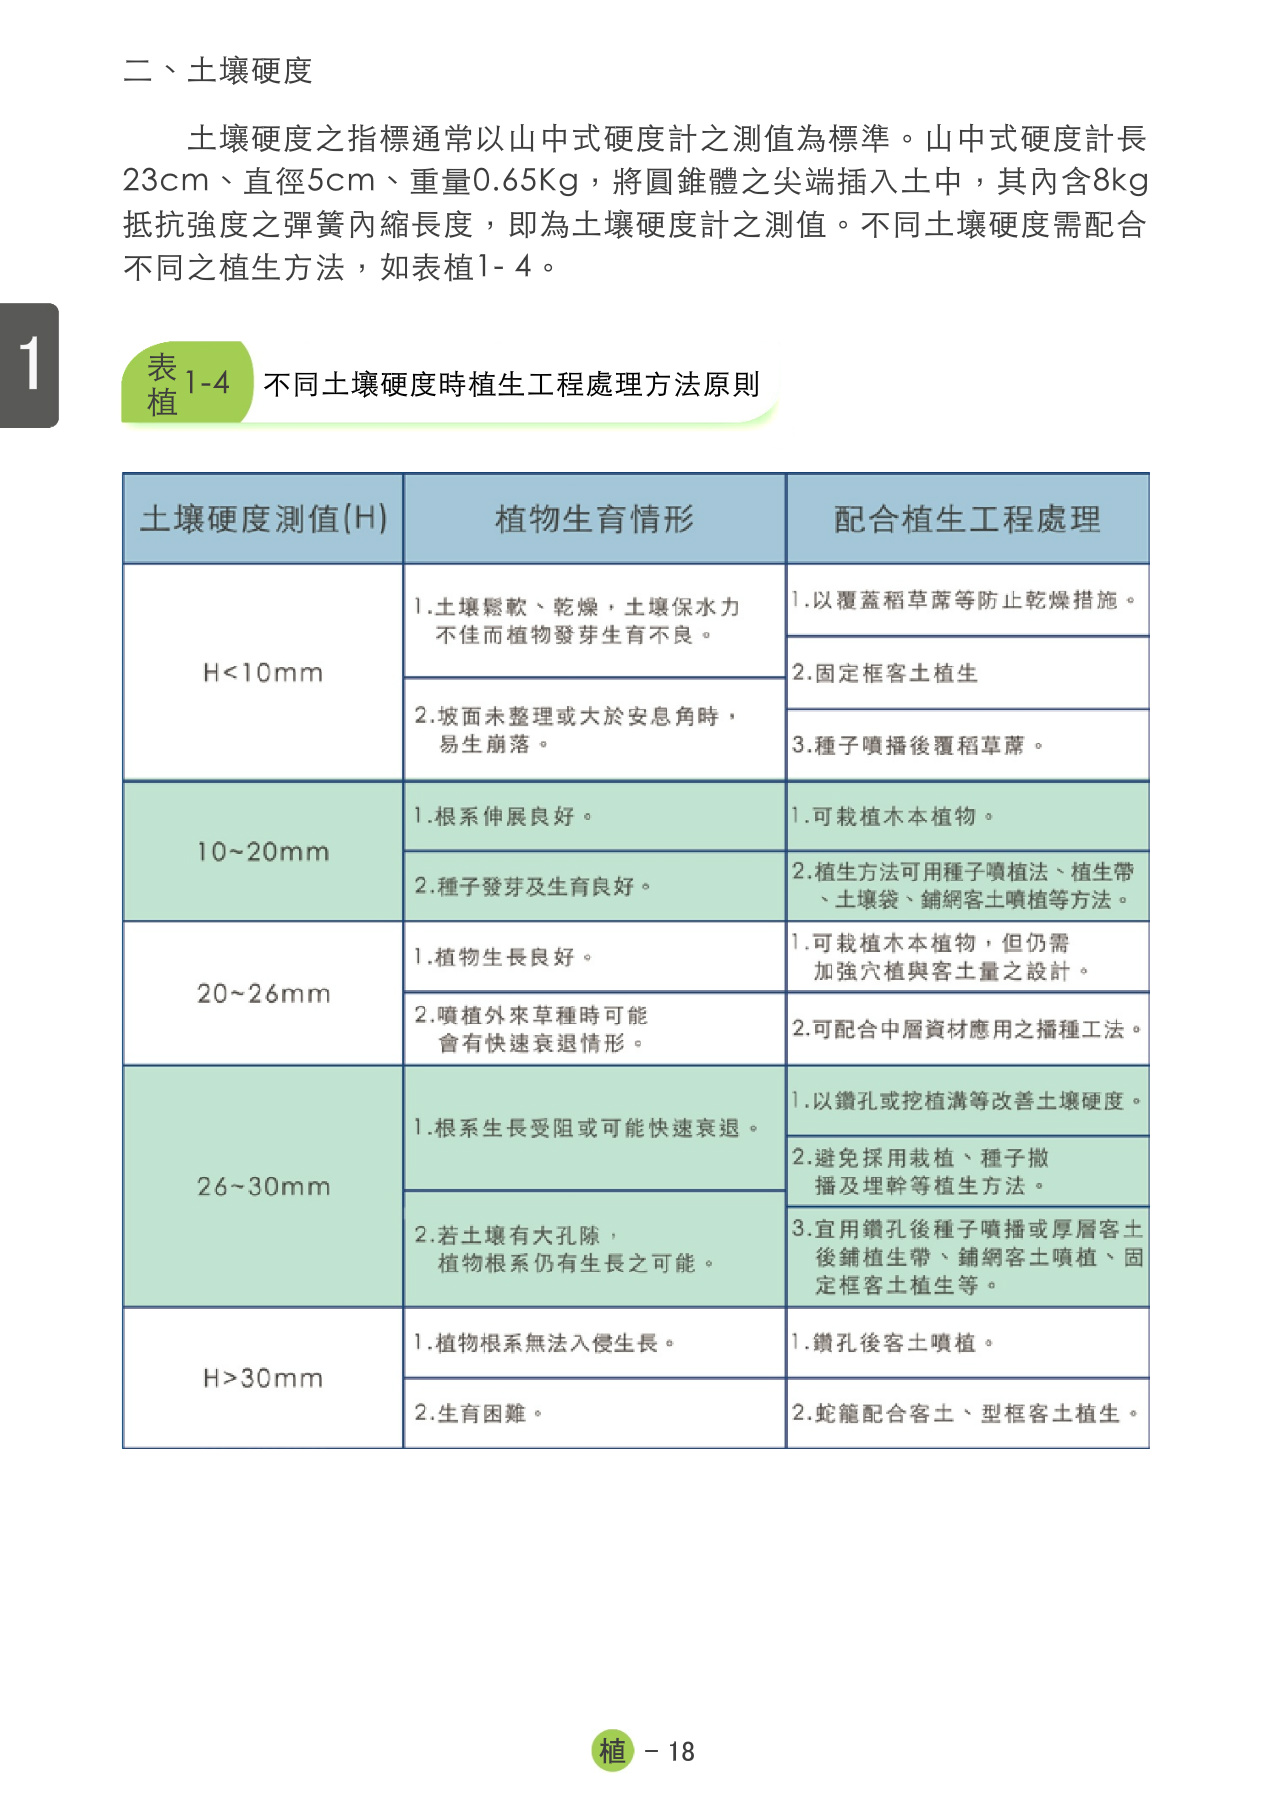 二、土壤硬度
土壤硬度之指標通常以山中式硬度計之測值為標準。山中式硬度計長
23cm、直徑5cm、重量0.65Kg，將圓錐體之尖端插入土中，其內含8kg
抵抗強度之彈簧內縮長度，即為土壤硬度計之測值。不同土壤硬度需配合
不同之植生方法，如表植1- 4。
1
表植 1-4 不同土壤硬度時植生工程處理方法原則
土壤硬度測值(H) 植物生育情形 配合植生工程處理
H<10mm
1.土壤鬆軟、乾燥，土壤保水力
不佳而植物發芽生育不良。
2.坡面未整理或大於安息角時，
易生崩落。
1.以覆蓋稻草蓆等防止乾燥措施。
2.固定框客土植生
3.種子噴播後覆稻草蓆。
10~20mm
1.根系伸展良好。
2.種子發芽及生育良好。
1.可栽植木本植物。
2.植生方法可用種子噴植法、植生帶
、土壤袋、鋪網客土噴植等方法。
20~26mm
1.植物生長良好。
2.噴植外來草種時可能
會有快速衰退情形。
1.可栽植木本植物，但仍需
加強穴植與客土量之設計。
2.可配合中層資材應用之播種工法。
26~30mm
1.根系生長受阻或可能快速衰退。
2.若土壤有大孔隙，
植物根系仍有生長之可能。
1.以鑽孔或挖植溝等改善土壤硬度。
2.避免採用栽植、種子撒
播及埋幹等植生方法。
3.宜用鑽孔後種子噴播或厚層客土
後鋪植生帶、鋪網客土噴植、固
定框客土植生等。
H>30mm
1.植物根系無法入侵生長。
2.生育困難。
1.鑽孔後客土噴植。
2.蛇籠配合客土、型框客土植生。
植 - 18